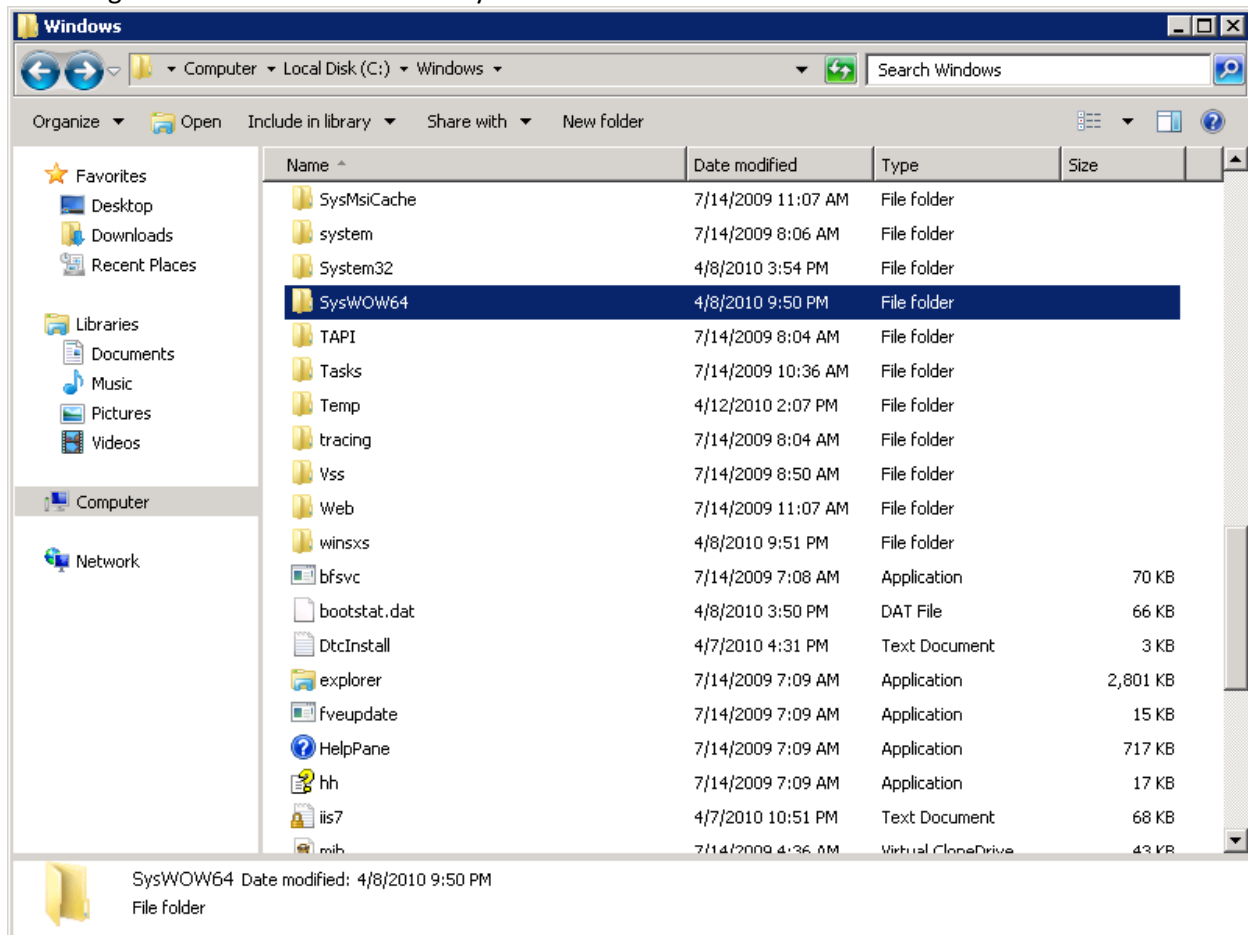 Windows
Computer Local Disk (C:) Windows Search Windows
Organize Open Include in library Share with New folder
Name Date modified Type Size
Favorites
Desktop
Downloads
Recent Places
Libraries
Documents
Music
Pictures
Videos
Computer
Network
SysMsiCache 7/14/2009 11:07 AM File folder
system 7/14/2009 8:06 AM File folder
System32 4/8/2010 3:54 PM File folder
SysWOW64 4/8/2010 9:50 PM File folder
TAPI 7/14/2009 8:04 AM File folder
Tasks 7/14/2009 10:36 AM File folder
Temp 4/12/2010 2:07 PM File folder
tracing 7/14/2009 8:04 AM File folder
Vss 7/14/2009 8:50 AM File folder
Web 7/14/2009 11:07 AM File folder
winsxs 4/8/2010 9:51 PM File folder
bfsvc 7/14/2009 7:08 AM Application 70 KB
bootstat.dat 4/8/2010 3:50 PM DAT File 66 KB
DtcInstall 4/7/2010 4:31 PM Text Document 3 KB
explorer 7/14/2009 7:09 AM Application 2,801 KB
fveupdate 7/14/2009 7:09 AM Application 15 KB
HelpPane 7/14/2009 7:09 AM Application 717 KB
hh 7/14/2009 7:09 AM Application 17 KB
iis7 4/7/2010 10:51 PM Text Document 68 KB
mib 7/14/2009 4:36 AM Virtual CloneDrive 43 KB
SysWOW64 Date modified: 4/8/2010 9:50 PM
File folder